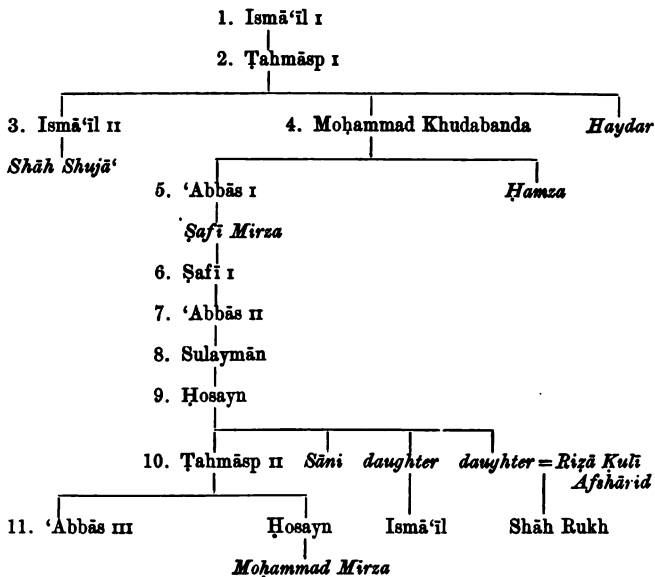 1. Ismā‘īl I
2. Ṭahmāsp I
3. Ismā‘īl II 4. Moḥammad Khudabanda Haydar
Shāh Shujā‘
5. ‘Abbās I Ḥamza
Ṣafī Mirza
6. Ṣafī I
7. ‘Abbās II
8. Sulaymān
9. Ḥosayn
10. Ṭahmāsp II Sāni daughter daughter = Riẓā Ḳulī
Afshārid
11. ‘Abbās III Ḥosayn Ismā‘īl Shāh Rukh
Moḥammad Mirza